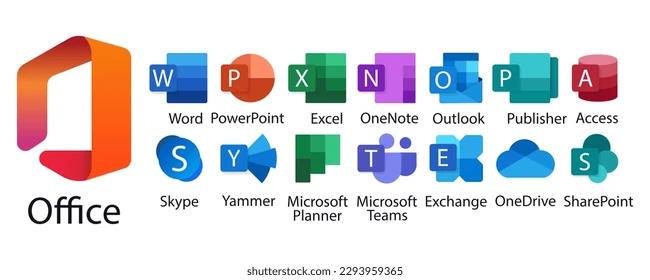 W P X N O P A
Word PowerPoint Excel OneNote Outlook Publisher Access
S Y T E S
Skype Yammer Microsoft Planner Microsoft Teams Exchange OneDrive SharePoint
Office
shutterstock.com · 2293959365